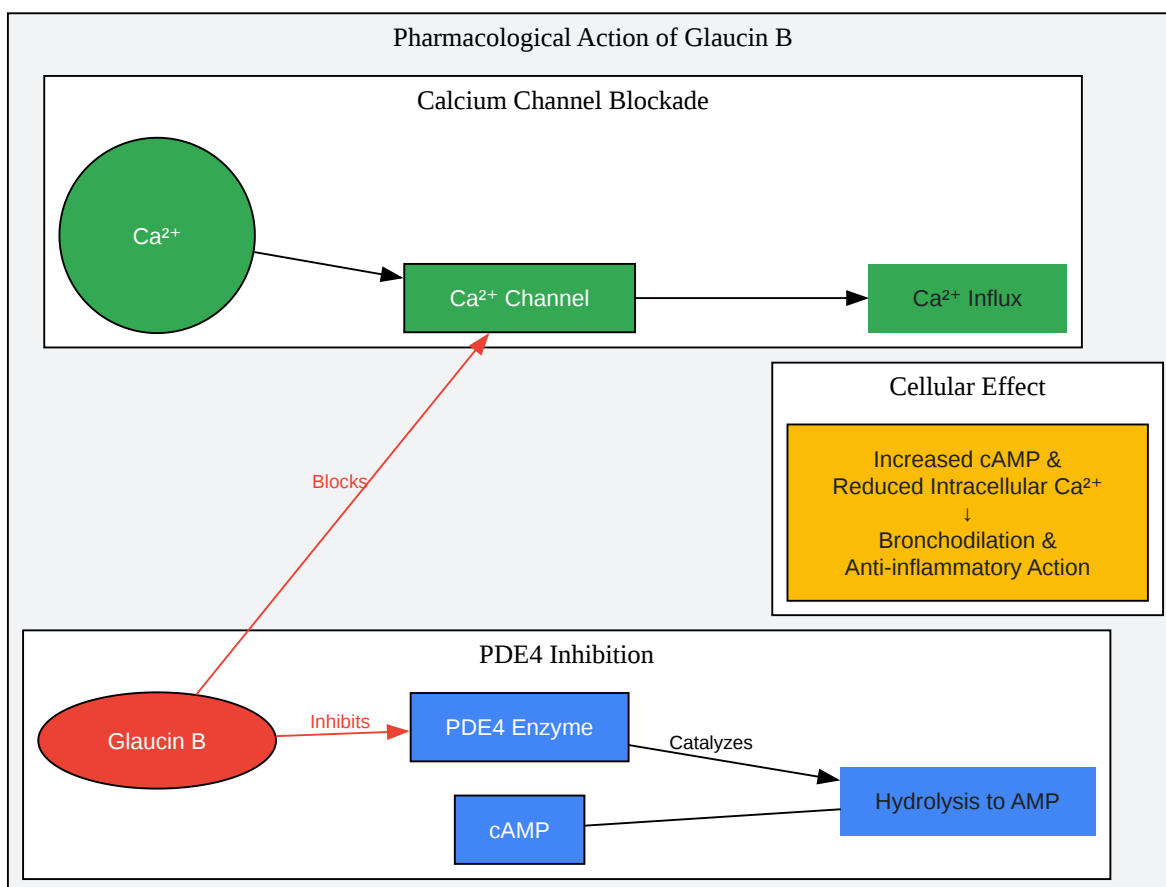 Pharmacological Action of Glaucin B
Calcium Channel Blockade
Ca²⁺
Ca²⁺ Channel
Ca²⁺ Influx
Cellular Effect
Increased cAMP &
Reduced Intracellular Ca²⁺
↓
Bronchodilation &
Anti-inflammatory Action
Blocks
PDE4 Inhibition
Glaucin B
Inhibits
PDE4 Enzyme
Catalyzes
Hydrolysis to AMP
cAMP